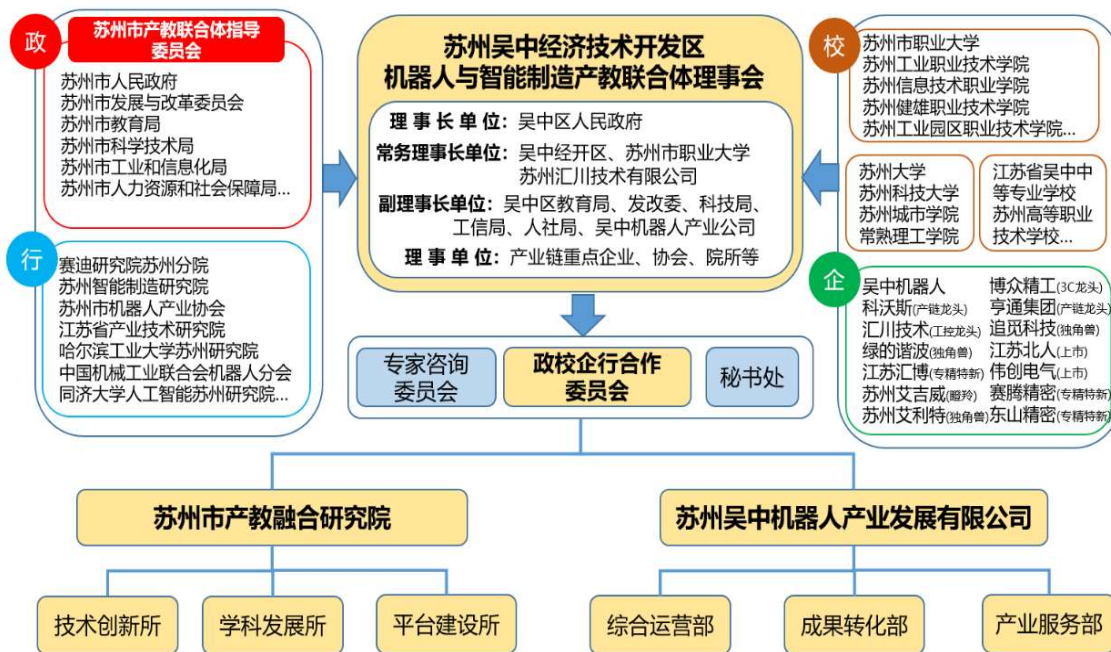 政
苏州市产教联合体指导
委员会
苏州市人民政府
苏州市发展与改革委员会
苏州市教育局
苏州市科学技术局
苏州市工业和信息化局
苏州市人力资源和社会保障局...
行
赛迪研究院苏州分院
苏州智能制造研究院
苏州市机器人产业协会
江苏省产业技术研究院
哈尔滨工业大学苏州研究院
中国机械工业联合会机器人分会
同济大学人工智能苏州研究院...
苏州吴中经济技术开发区
机器人与智能制造产教联合体理事会
理 事 长 单 位：吴中区人民政府
常务理事长单位：吴中经开区、苏州市职业大学
苏州汇川技术有限公司
副理事长单位：吴中区教育局、发改委、科技局、
工信局、人社局、吴中机器人产业公司
理 事 单 位：产业链重点企业、协会、院所等
校
苏州市职业大学
苏州工业职业技术学院
苏州信息技术职业学院
苏州健雄职业技术学院
苏州工业园区职业技术学院...
苏州大学
苏州科技大学
苏州城市学院
常熟理工学院
江苏省吴中中
等专业学校
苏州高等职业
技术学校...
企
吴中机器人
科沃斯(产链龙头)
汇川技术(工控龙头)
绿的谐波(独角兽)
江苏汇博(专精特新)
苏州艾吉威(瞪羚)
苏州艾利特(独角兽)
博众精工(3C龙头)
亨通集团(产链龙头)
追觅科技(独角兽)
江苏北人(上市)
伟创电气(上市)
赛腾精密(专精特新)
东山精密(专精特新)
专家咨询
委员会
政校企行合作
委员会
秘书处
苏州市产教融合研究院
苏州吴中机器人产业发展有限公司
技术创新所
学科发展所
平台建设所
综合运营部
成果转化部
产业服务部